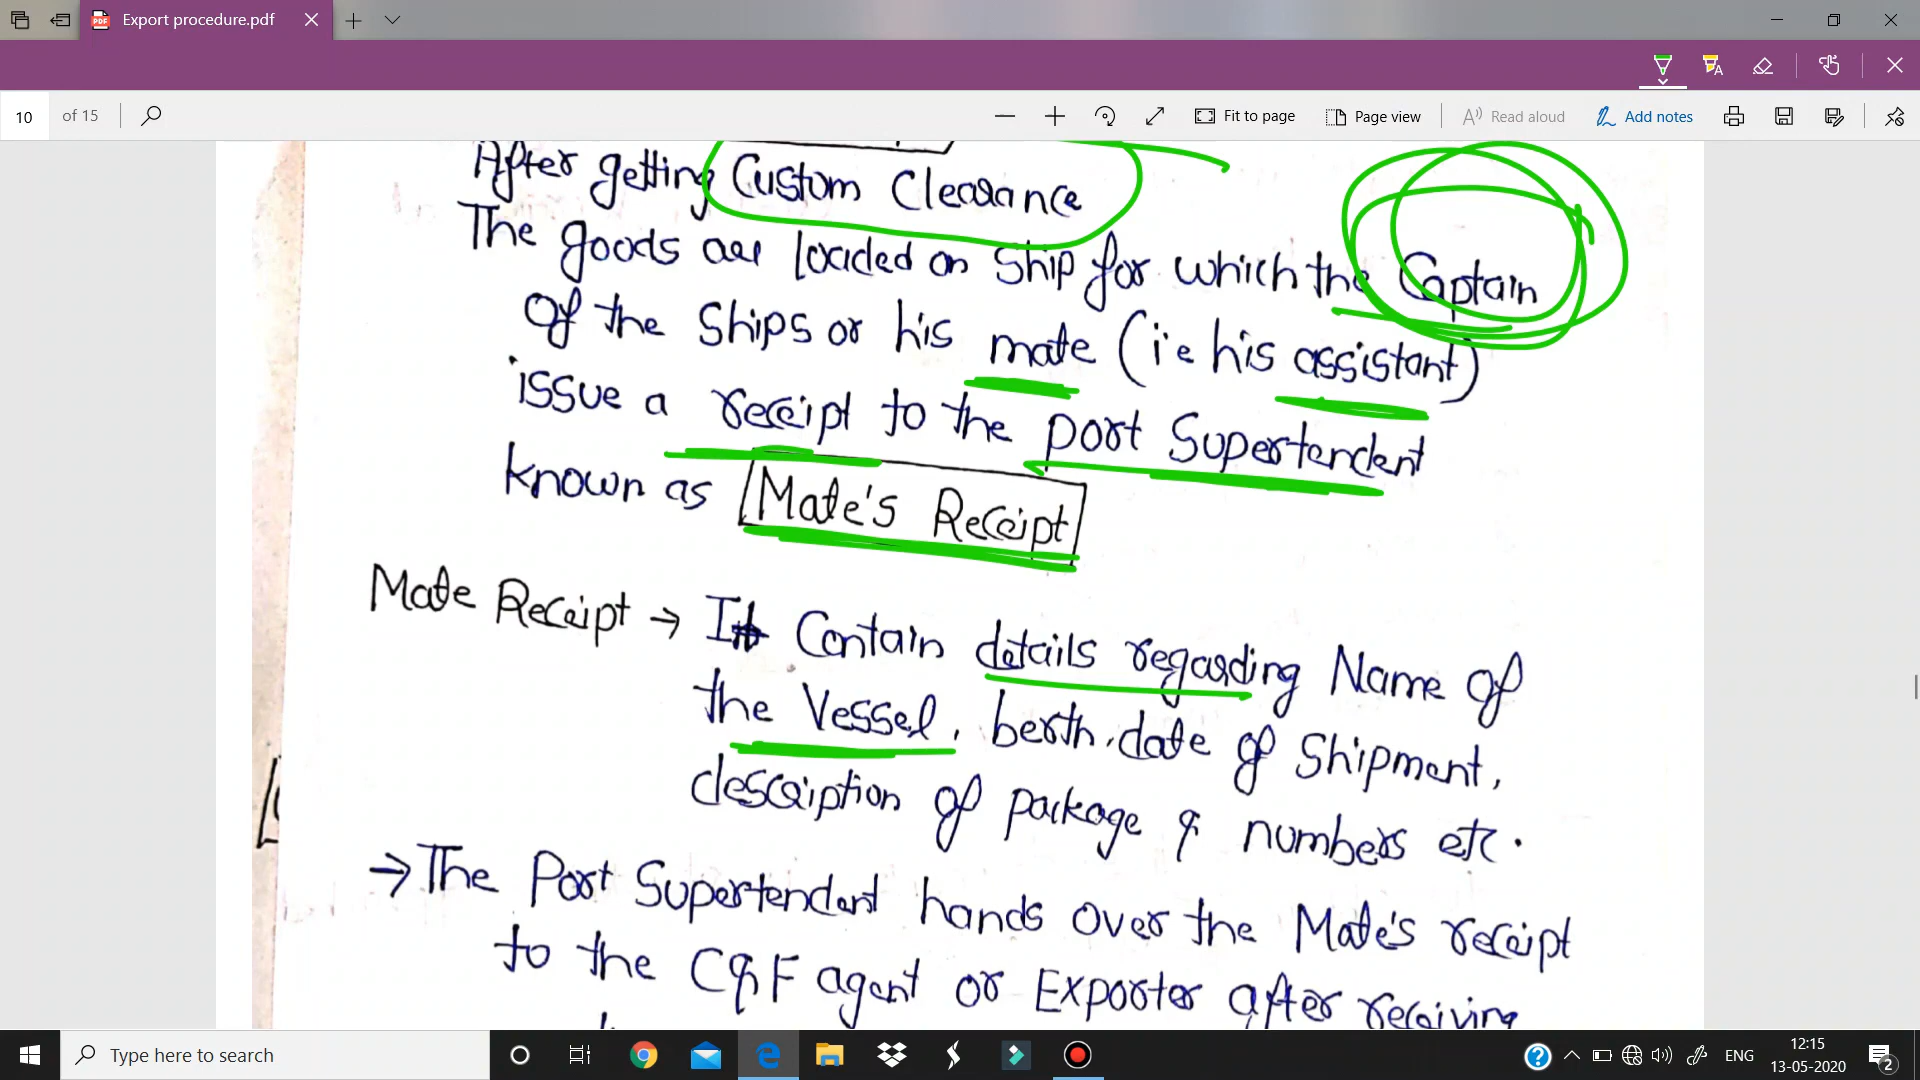 Export procedure.pdf
10 of 15
Fit to page
Page view
Read aloud
Add notes
After getting Custom Clearance
The goods are loaded on Ship for which the Captain
Of the Ships or his mate (i.e his assistant)
issue a receipt to the port Supertendent
known as Mate's Receipt
Mate Receipt → It Contain details regarding Name of
the Vessel, berth, date of Shipment,
description of package & numbers etc.
→ The Port Supertendent hands over the Mate's receipt
to the C&F agent or Exporter after receiving
Type here to search
ENG
12:15
13-05-2020
2